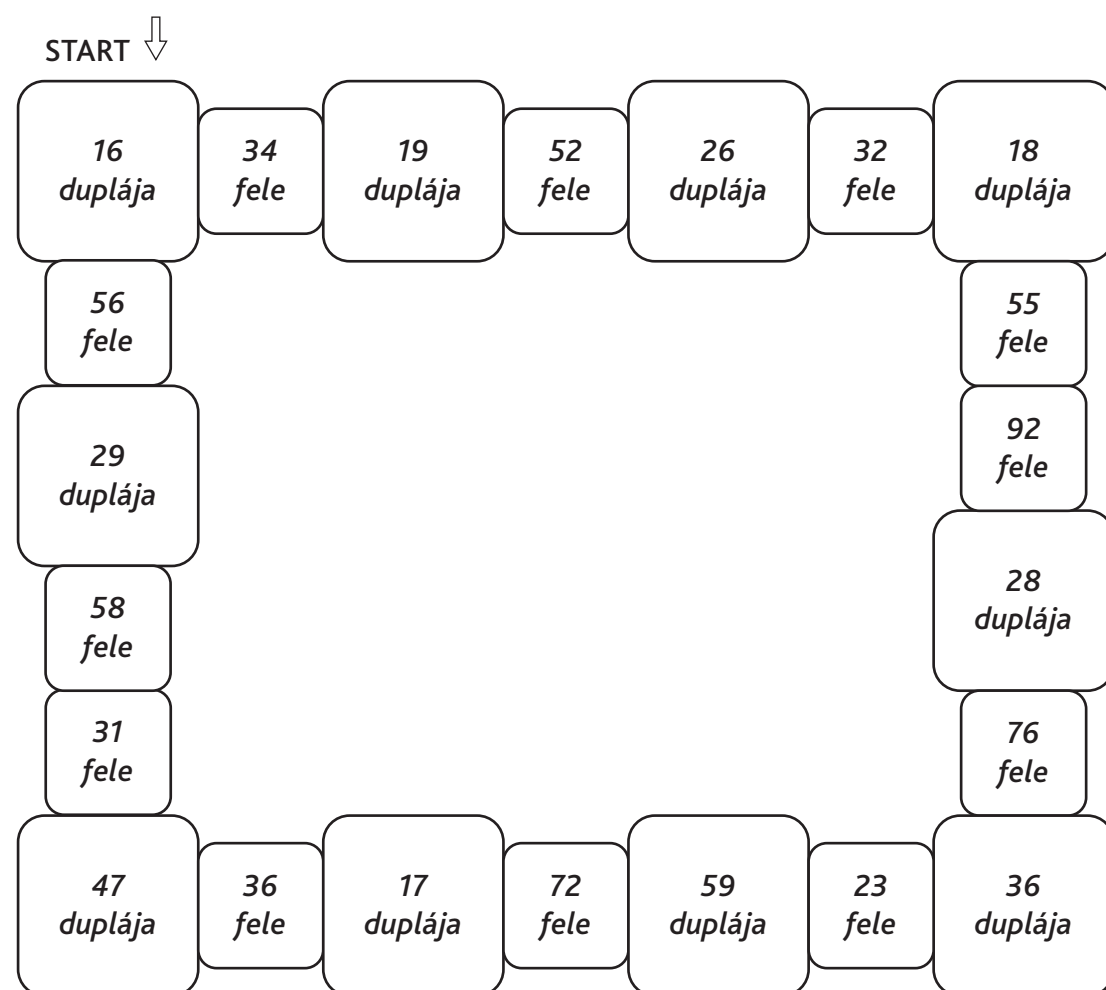 START
16
duplája
34
fele
19
duplája
52
fele
26
duplája
32
fele
18
duplája
56
fele
55
fele
29
duplája
92
fele
58
fele
28
duplája
31
fele
76
fele
47
duplája
36
fele
17
duplája
72
fele
59
duplája
23
fele
36
duplája